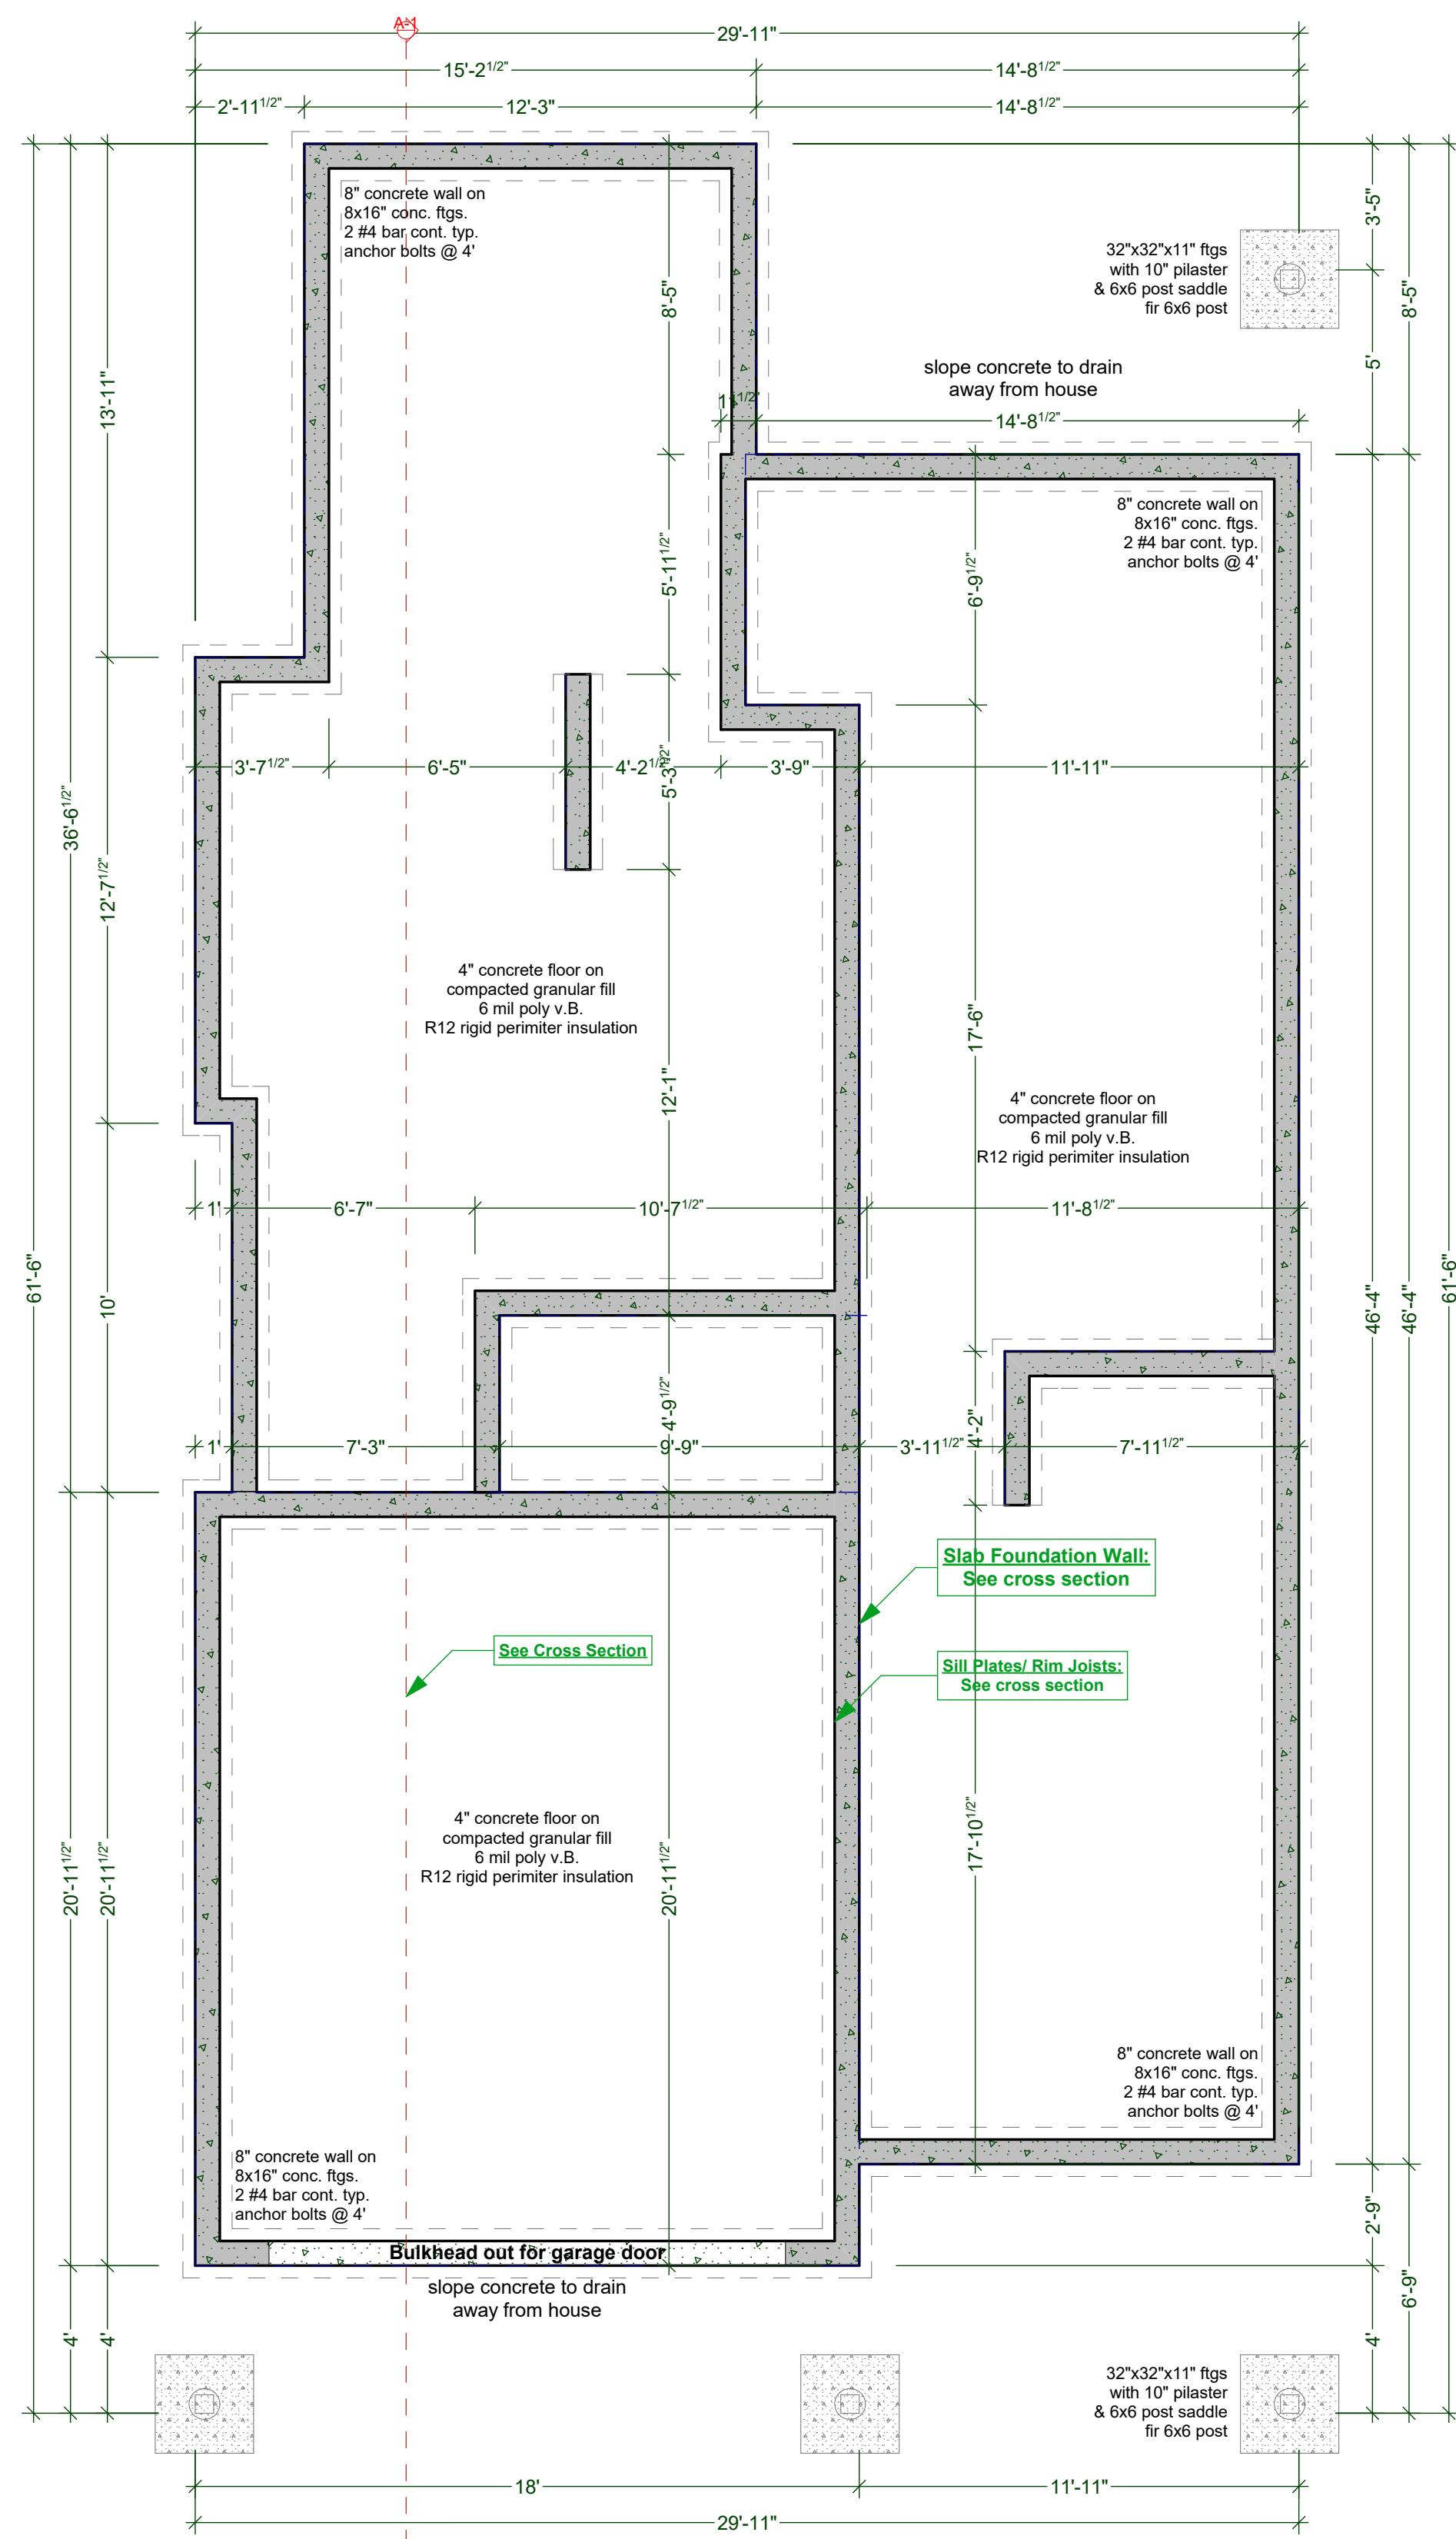 A-1
29'-11"
15'-2 1/2"
14'-8 1/2"
2'-11 1/2"
12'-3"
14'-8 1/2"
8" concrete wall on
8x16" conc. ftgs.
2 #4 bar cont. typ.
anchor bolts @ 4'
32"x32"x11" ftgs
with 10" pilaster
& 6x6 post saddle
fir 6x6 post
3'-5"
8'-5"
8'-5"
5'
slope concrete to drain
away from house
13'-11"
11 1/2"
14'-8 1/2"
8" concrete wall on
8x16" conc. ftgs.
2 #4 bar cont. typ.
anchor bolts @ 4'
5'-11 1/2"
6'-9 1/2"
3'-7 1/2"
6'-5"
4'-2 1/2"
5'-3 1/2"
3'-9"
11'-11"
36'-6 1/2"
12'-7 1/2"
4" concrete floor on
compacted granular fill
6 mil poly v.B.
R12 rigid perimiter insulation
17'-6"
12'-1"
4" concrete floor on
compacted granular fill
6 mil poly v.B.
R12 rigid perimiter insulation
1'
6'-7"
10'-7 1/2"
11'-8 1/2"
61'-6"
10'
46'-4"
46'-4"
61'-6"
4'-9 1/2"
4'-2"
1'
7'-3"
9'-9"
3'-11 1/2"
7'-11 1/2"
Slab Foundation Wall:
See cross section
See Cross Section
Sill Plates/ Rim Joists:
See cross section
4" concrete floor on
compacted granular fill
6 mil poly v.B.
R12 rigid perimiter insulation
20'-11 1/2"
20'-11 1/2"
20'-11 1/2"
17'-10 1/2"
8" concrete wall on
8x16" conc. ftgs.
2 #4 bar cont. typ.
anchor bolts @ 4'
8" concrete wall on
8x16" conc. ftgs.
2 #4 bar cont. typ.
anchor bolts @ 4'
2'-9"
Bulkhead out for garage door
slope concrete to drain
away from house
6'-9"
4'
4'
4'
32"x32"x11" ftgs
with 10" pilaster
& 6x6 post saddle
fir 6x6 post
18'
11'-11"
29'-11"